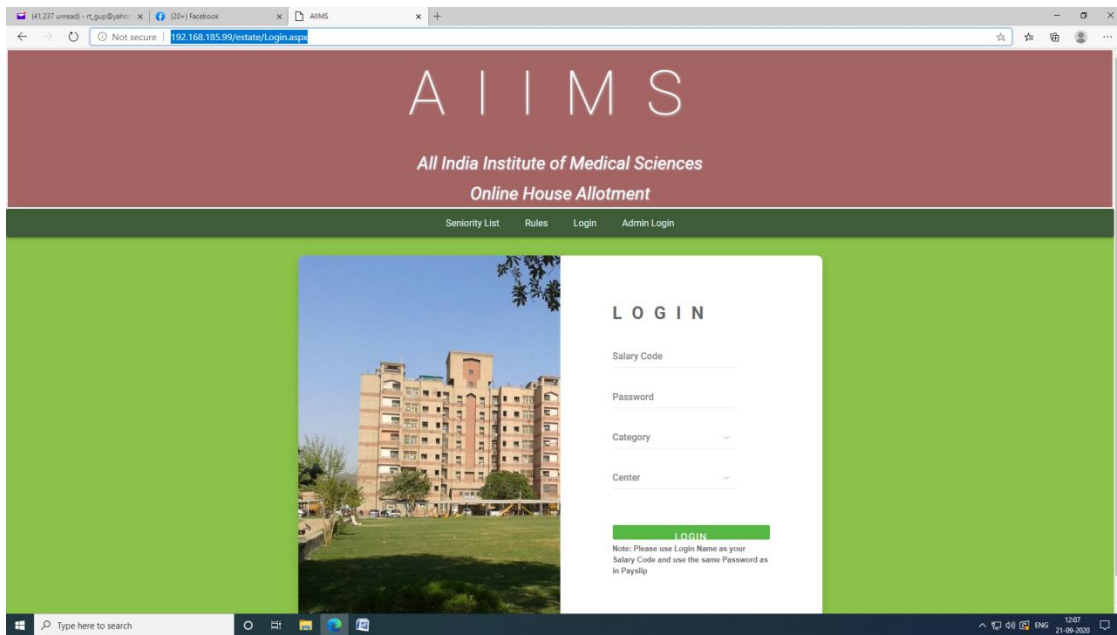 (41,237 unread) - rt_gup@yahoo
(20+) Facebook
AIIMS
Not secure | 192.168.185.99/estate/Login.aspx
A I I M S
All India Institute of Medical Sciences
Online House Allotment
Seniority List Rules Login Admin Login
LOGIN
Salary Code
Password
Category
Center
LOGIN
Note: Please use Login Name as your
Salary Code and use the same Password as
in Payslip
Type here to search
ENG
12:07
21-09-2020